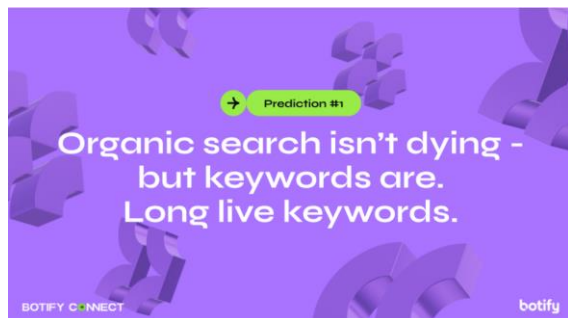 Prediction #1
Organic search isn't dying -
but keywords are.
Long live keywords.
BOTIFY CONNECT
botify